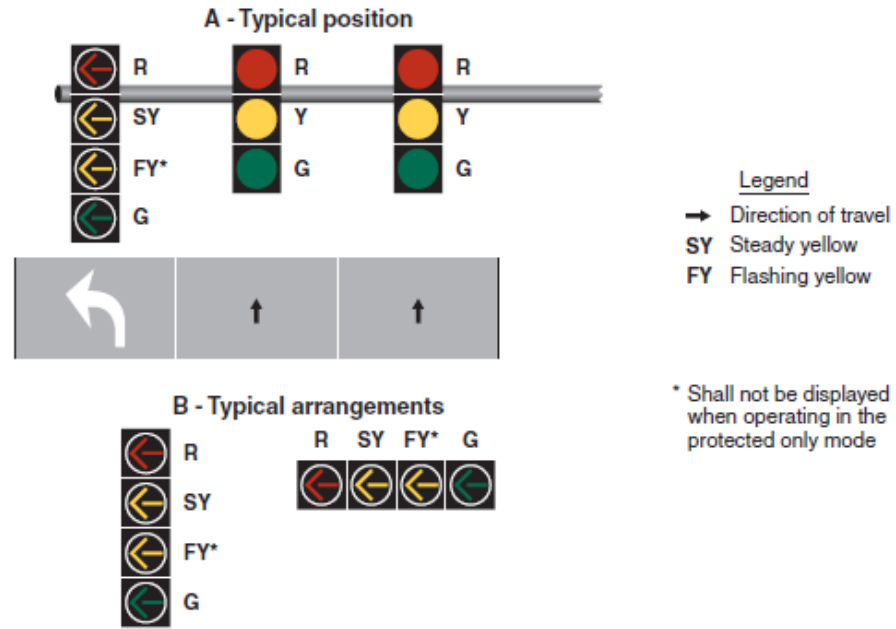 A - Typical position
R R R
SY Y Y
FY* G G
G
Legend
Direction of travel
SY Steady yellow
FY Flashing yellow
B - Typical arrangements
R
SY
FY*
G
R SY FY* G
* Shall not be displayed
when operating in the
protected only mode